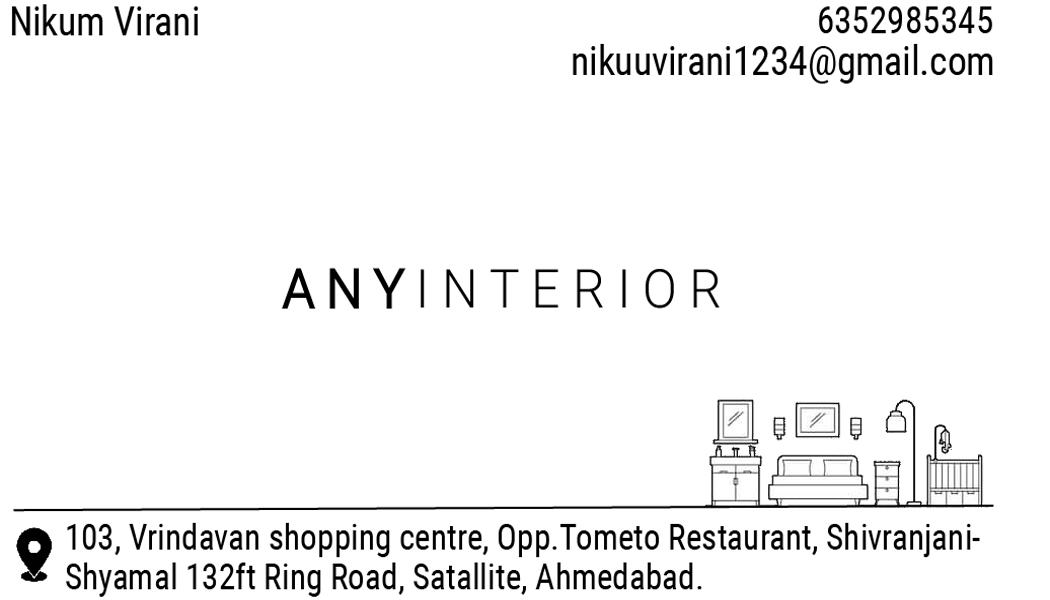 Nikum Virani
6352985345
nikuuvirani1234@gmail.com
ANYINTERIOR
103, Vrindavan shopping centre, Opp.Tometo Restaurant, Shivranjani-
Shyamal 132ft Ring Road, Satallite, Ahmedabad.